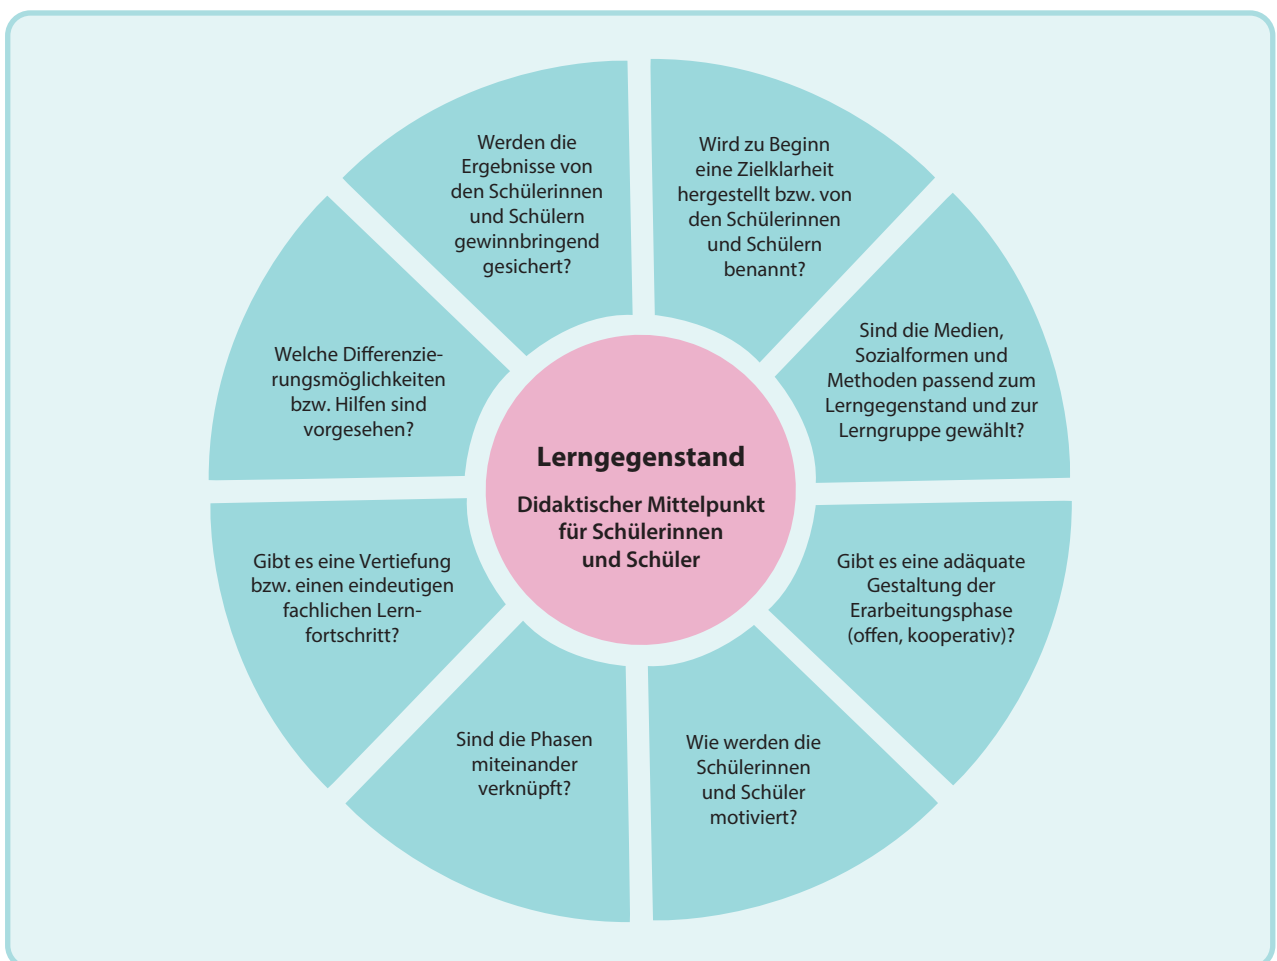 Werden die
Ergebnisse von
den Schülerinnen
und Schülern
gewinnbringend
gesichert?
Wird zu Beginn
eine Zielklarheit
hergestellt bzw. von
den Schülerinnen
und Schülern
benannt?
Sind die Medien,
Sozialformen und
Methoden passend zum
Lerngegenstand und zur
Lerngruppe gewählt?
Welche Differenzie-
rungsmöglichkeiten
bzw. Hilfen sind
vorgesehen?
Lerngegenstand
Didaktischer Mittelpunkt
für Schülerinnen
und Schüler
Gibt es eine Vertiefung
bzw. einen eindeutigen
fachlichen Lern-
fortschritt?
Gibt es eine adäquate
Gestaltung der
Erarbeitungsphase
(offen, kooperativ)?
Sind die Phasen
miteinander
verknüpft?
Wie werden die
Schülerinnen
und Schüler
motiviert?